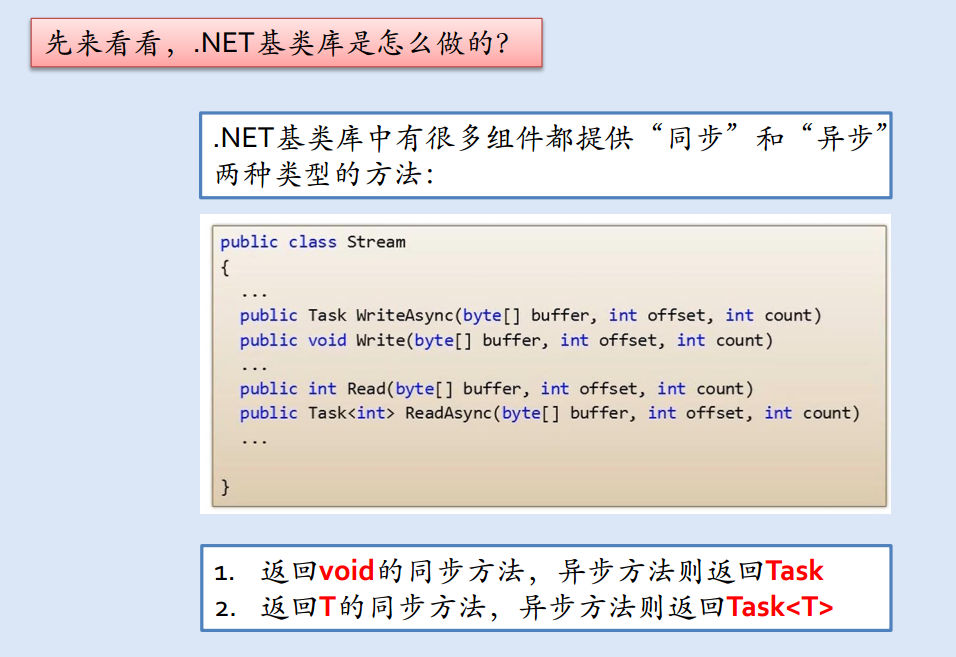 先来看看，.NET基类库是怎么做的？
.NET基类库中有很多组件都提供“同步”和“异步”
两种类型的方法：
public class Stream
{
...
public Task WriteAsync(byte[] buffer, int offset, int count)
public void Write(byte[] buffer, int offset, int count)
...
public int Read(byte[] buffer, int offset, int count)
public Task<int> ReadAsync(byte[] buffer, int offset, int count)
...
}
1. 返回void的同步方法，异步方法则返回Task
2. 返回T的同步方法，异步方法则返回Task<T>